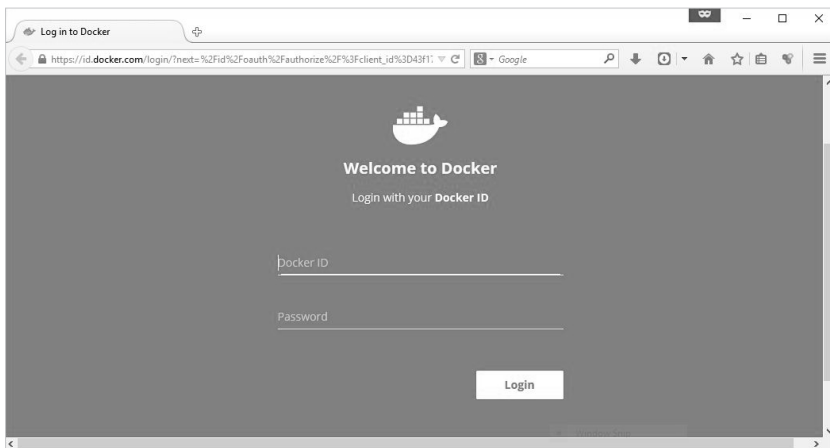 Log in to Docker
https://id.docker.com/login/?next=%2Fid%2Foauth%2Fauthorize%2F%3Fclient_id%3D43f17
Google
Welcome to Docker
Login with your Docker ID
Docker ID
Password
Login